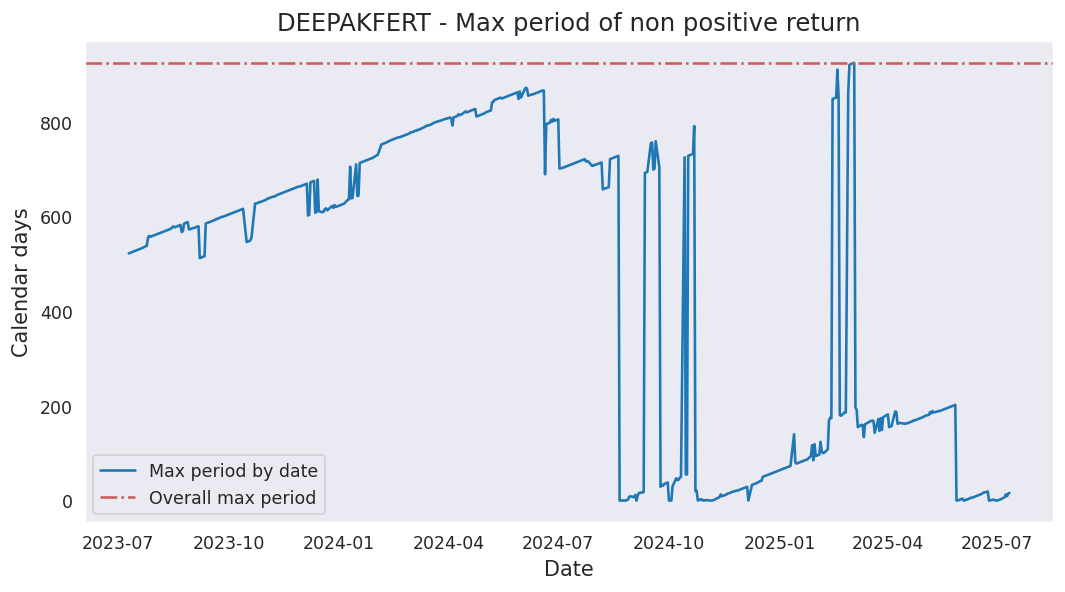 DEEPAKFERT - Max period of non positive return
Calendar days
800
600
400
200
0
Max period by date
Overall max period
2023-07 2023-10 2024-01 2024-04 2024-07 2024-10 2025-01 2025-04 2025-07
Date